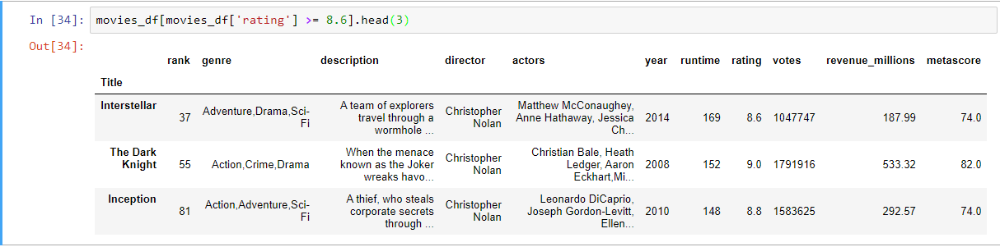 In [34]: movies_df[movies_df['rating'] >= 8.6].head(3)
Out[34]:
rank genre description director actors year runtime rating votes revenue_millions metascore
Title
Interstellar 37 Adventure,Drama,Sci-Fi A team of explorers travel through a wormhole ... Christopher Nolan Matthew McConaughey, Anne Hathaway, Jessica Ch... 2014 169 8.6 1047747 187.99 74.0
The Dark Knight 55 Action,Crime,Drama When the menace known as the Joker wreaks havo... Christopher Nolan Christian Bale, Heath Ledger, Aaron Eckhart,Mi... 2008 152 9.0 1791916 533.32 82.0
Inception 81 Action,Adventure,Sci-Fi A thief, who steals corporate secrets through ... Christopher Nolan Leonardo DiCaprio, Joseph Gordon-Levitt, Ellen... 2010 148 8.8 1583625 292.57 74.0